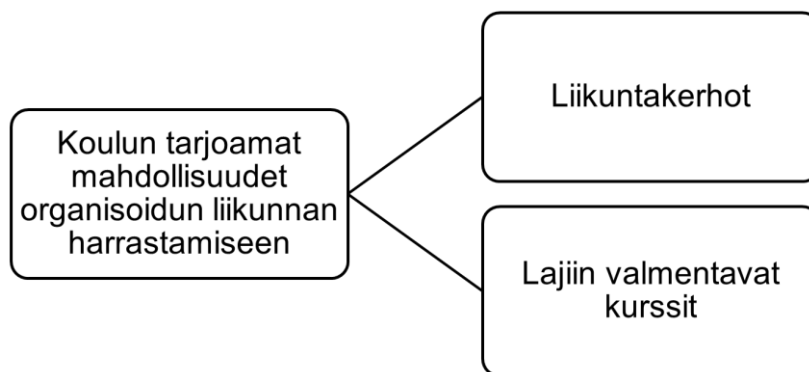 Koulun tarjoamat
mahdollisuudet
organisoidun liikunnan
harrastamiseen
Liikuntakerhot
Lajiin valmentavat
kurssit